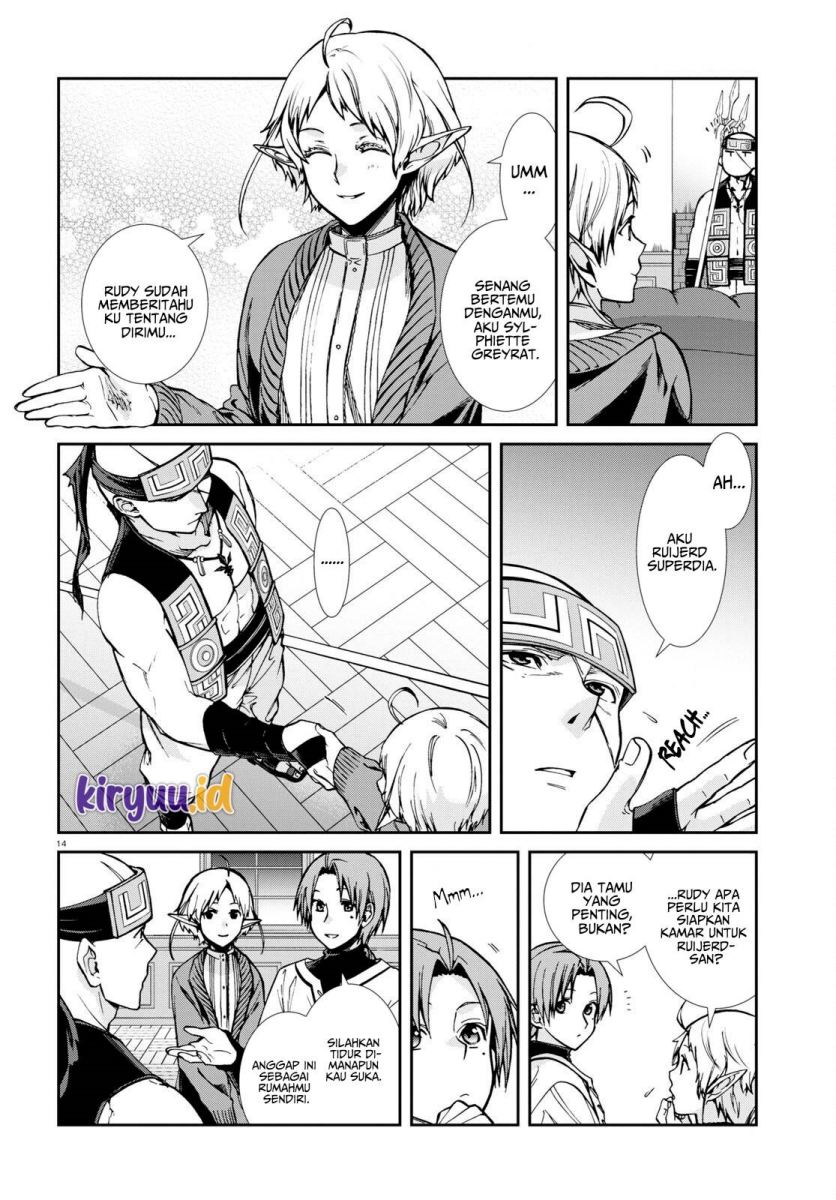 UMM
...
SENANG
BERTEMU
DENGANMU,
AKU SYL-
PHIETTE
GREYRAT.
RUDY SUDAH
MEMBERITAHU
KU TENTANG
DIRIMU...
AH...
AKU
RUIJERD
SUPERDIA.
REACH...
......
kiryuu.id
14
...RUDY APA
PERLU KITA
SIAPKAN
KAMAR UNTUK
RUIJERD-
SAN?
DIA TAMU
YANG
PENTING,
BUKAN?
Mmm...
SILAHKAN
TIDUR DI-
MANAPUN
KAU SUKA.
ANGGAP INI
SEBAGAI
RUMAHMU
SENDIRI.